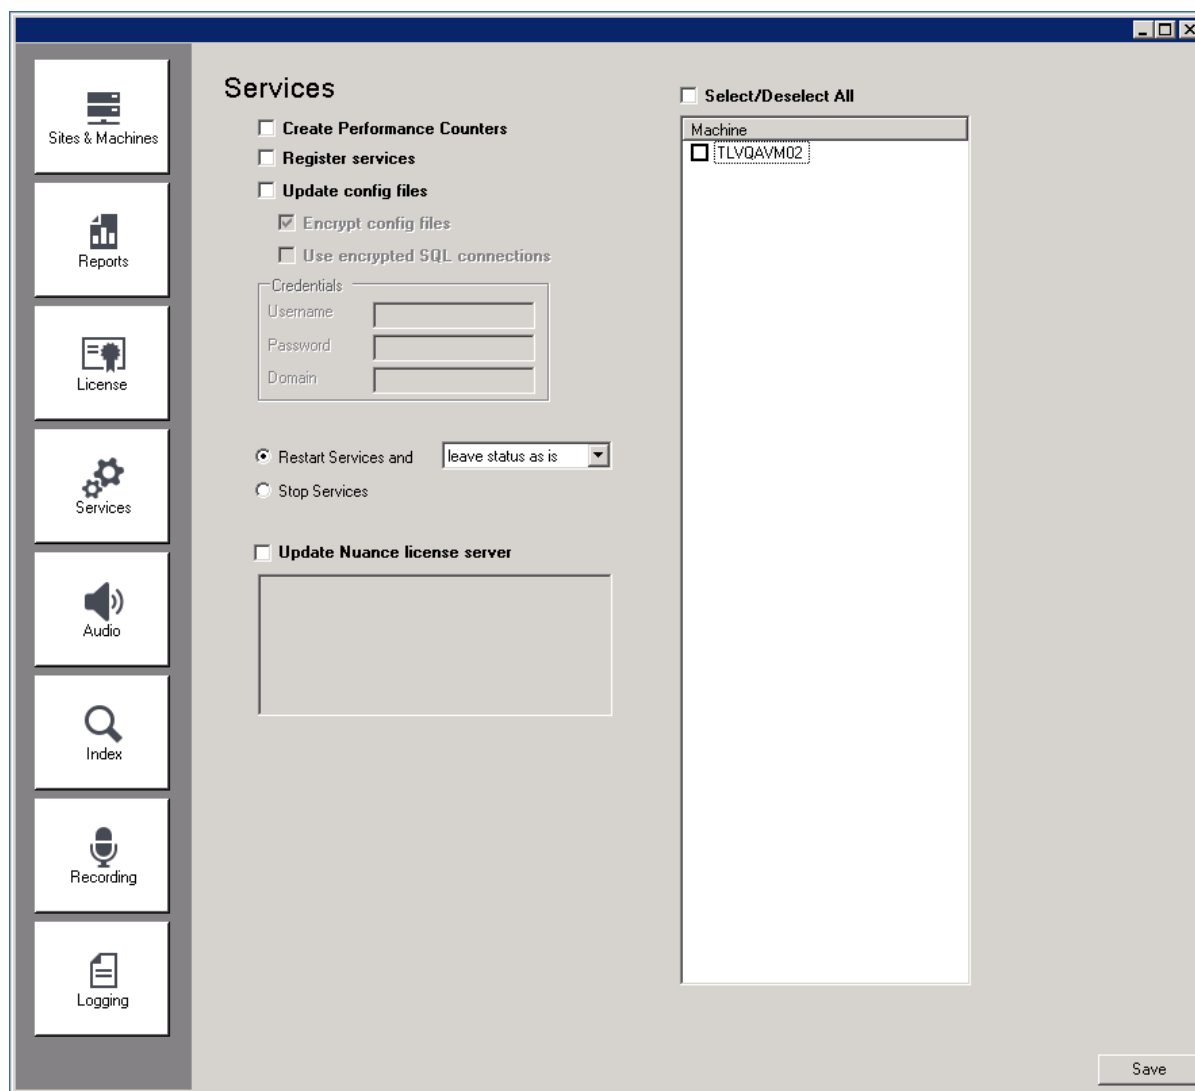 Sites & Machines
Reports
License
Services
Audio
Index
Recording
Logging
Services
Create Performance Counters
Register services
Update config files
Encrypt config files
Use encrypted SQL connections
Credentials
Username
Password
Domain
Restart Services and leave status as is
Stop Services
Update Nuance license server
Select/Deselect All
Machine
TLVQAVM02
Save